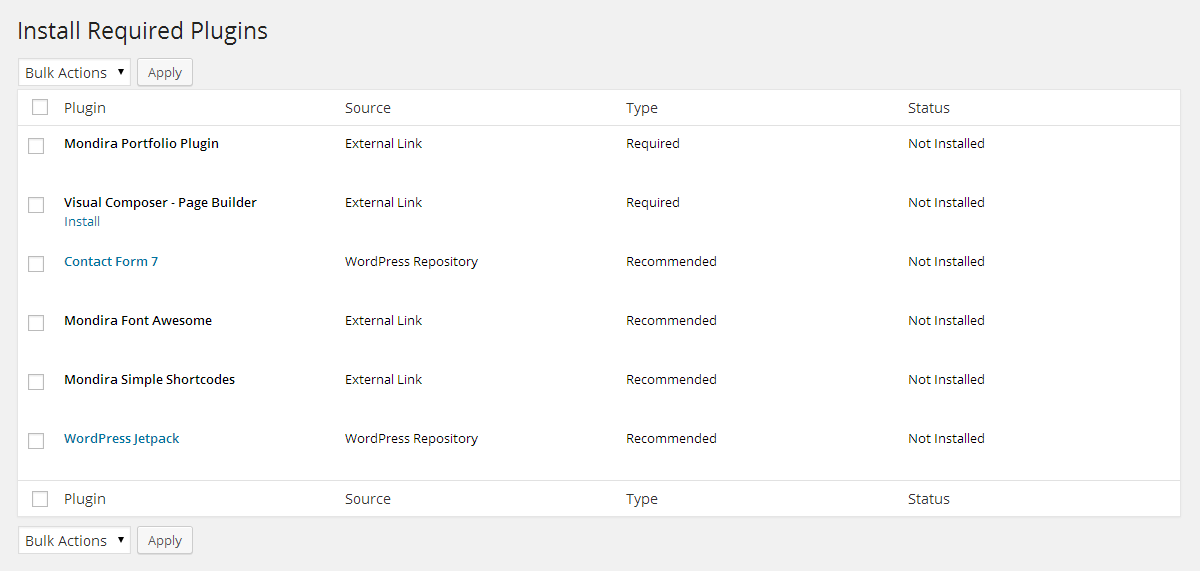 Install Required Plugins
Bulk Actions Apply
Plugin Source Type Status
Mondira Portfolio Plugin External Link Required Not Installed
Visual Composer - Page Builder External Link Required Not Installed
Install
Contact Form 7 WordPress Repository Recommended Not Installed
Mondira Font Awesome External Link Recommended Not Installed
Mondira Simple Shortcodes External Link Recommended Not Installed
WordPress Jetpack WordPress Repository Recommended Not Installed
Plugin Source Type Status
Bulk Actions Apply